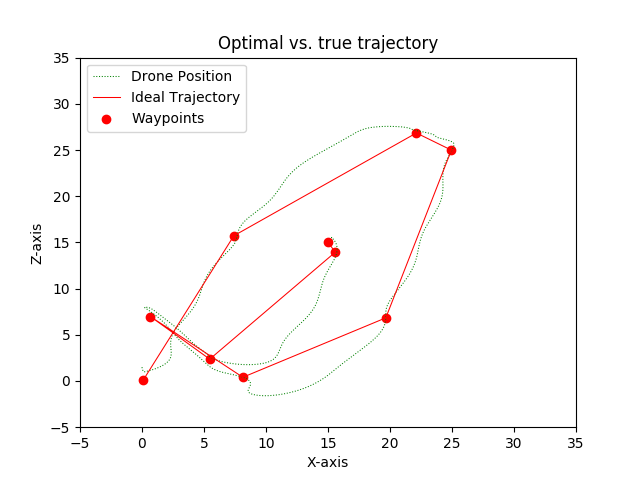 Optimal vs. true trajectory
Drone Position
Ideal Trajectory
Waypoints
Z-axis
35
30
25
20
15
10
5
0
−5
−5 0 5 10 15 20 25 30 35
X-axis